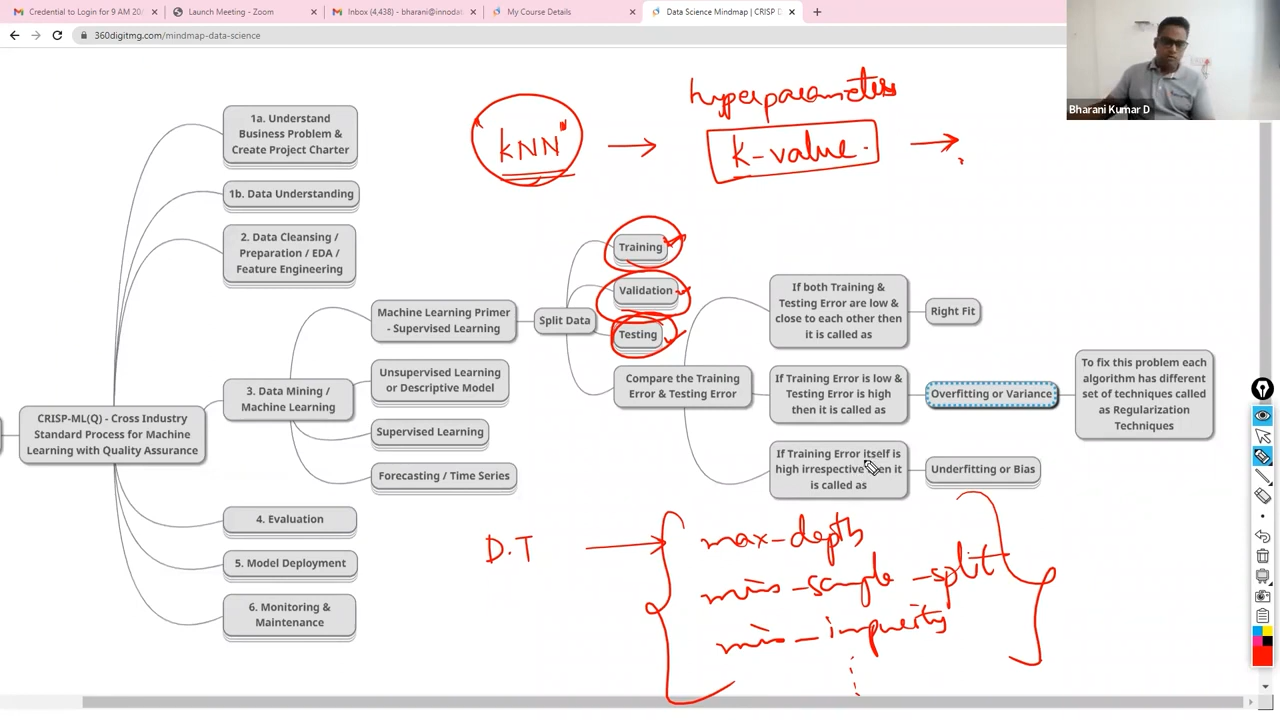 Credential to Login for 9 AM 20/
Launch Meeting - Zoom
Inbox (4,438) - bharani@innodat
My Course Details
Data Science Mindmap | CRISP D
360digitmg.com/mindmap-data-science
Bharani Kumar D
hyperparameters
"kNN"
k-value.
1a. Understand
Business Problem &
Create Project Charter
1b. Data Understanding
2. Data Cleansing /
Preparation / EDA /
Feature Engineering
Training
Validation
Testing
Machine Learning Primer
- Supervised Learning
Split Data
If both Training &
Testing Error are low &
close to each other then
it is called as
Right Fit
Unsupervised Learning
or Descriptive Model
3. Data Mining /
Machine Learning
Compare the Training
Error & Testing Error
If Training Error is low &
Testing Error is high
then it is called as
Overfitting or Variance
To fix this problem each
algorithm has different
set of techniques called
as Regularization
Techniques
CRISP-ML(Q) - Cross Industry
Standard Process for Machine
Learning with Quality Assurance
Supervised Learning
Forecasting / Time Series
If Training Error itself is
high irrespective then it
is called as
Underfitting or Bias
4. Evaluation
5. Model Deployment
6. Monitoring &
Maintenance
D.T
max-depth
min-sample-split
min-impurity